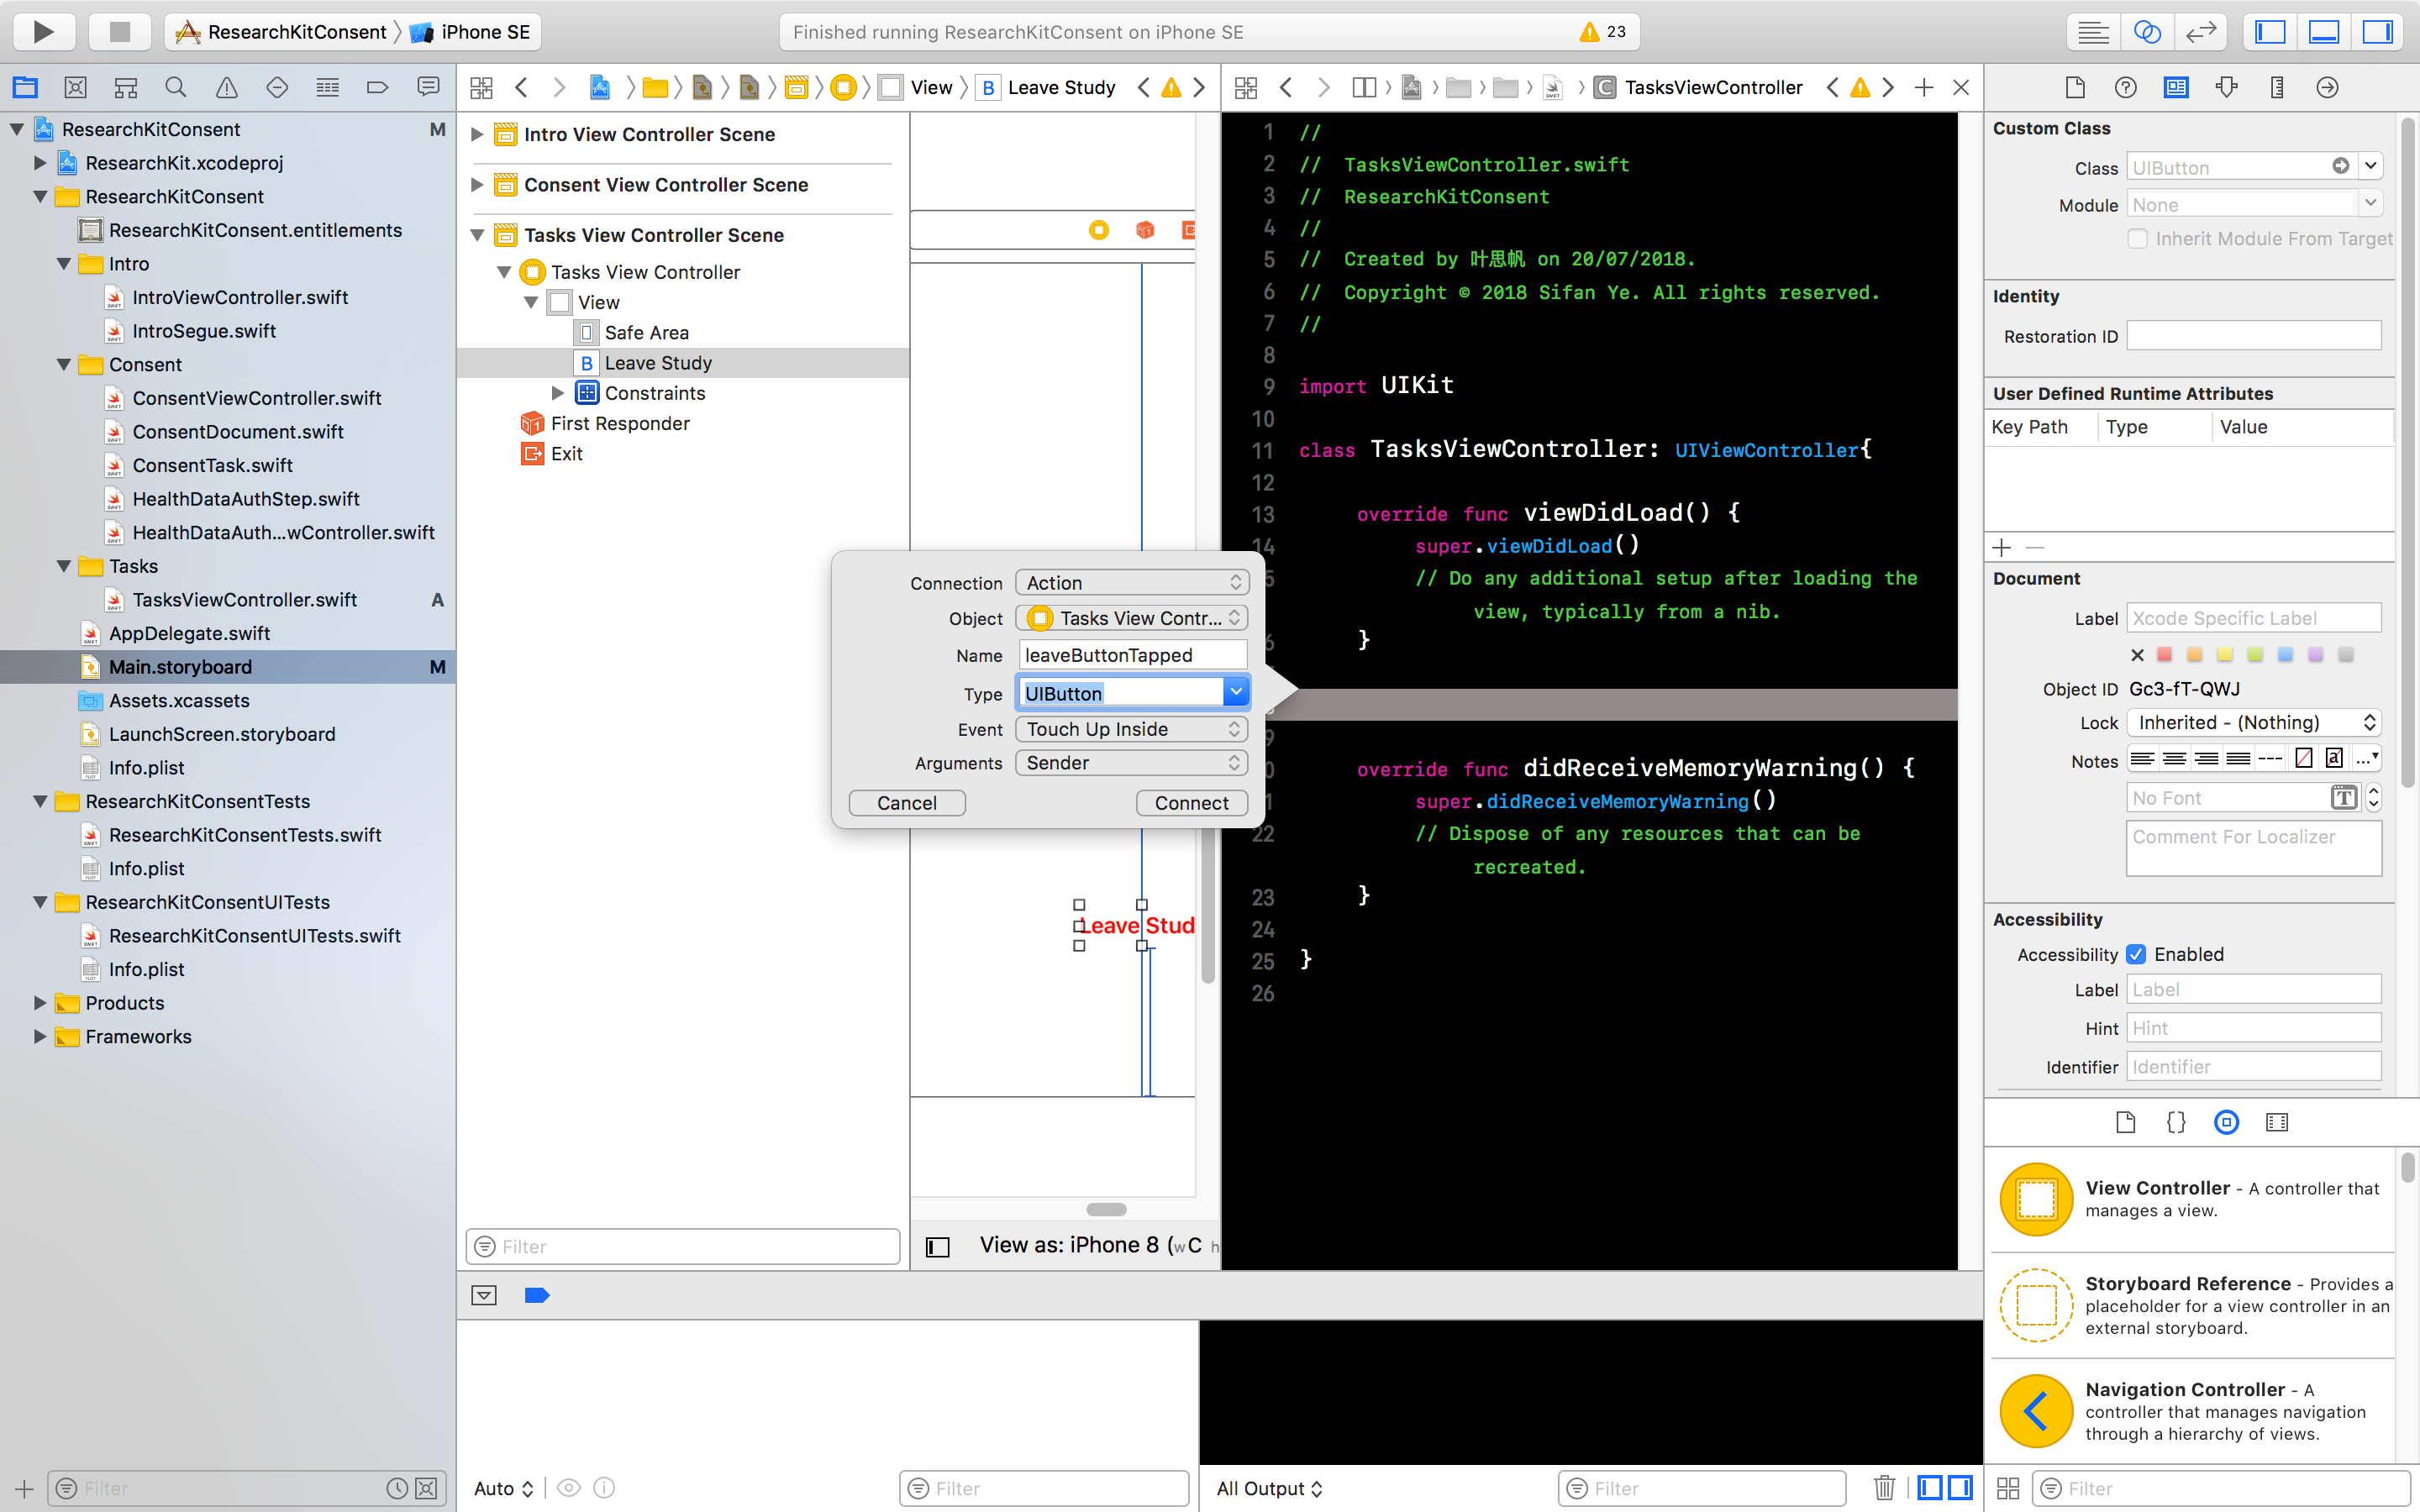 ResearchKitConsent
iPhone SE
Finished running ResearchKitConsent on iPhone SE
23
View
B
Leave Study
C
TasksViewController
ResearchKitConsent
M
ResearchKit.xcodeproj
ResearchKitConsent
ResearchKitConsent.entitlements
Intro
IntroViewController.swift
IntroSegue.swift
Consent
ConsentViewController.swift
ConsentDocument.swift
ConsentTask.swift
HealthDataAuthStep.swift
HealthDataAuth...wController.swift
Tasks
TasksViewController.swift
A
AppDelegate.swift
Main.storyboard
M
Assets.xcassets
LaunchScreen.storyboard
Info.plist
ResearchKitConsentTests
ResearchKitConsentTests.swift
Info.plist
ResearchKitConsentUITests
ResearchKitConsentUITests.swift
Info.plist
Products
Frameworks
Filter
Intro View Controller Scene
Consent View Controller Scene
Tasks View Controller Scene
Tasks View Controller
View
Safe Area
B Leave Study
Constraints
First Responder
Exit
Filter
Connection
Action
Object
Tasks View Contr...
Name
leaveButtonTapped
Type
UIButton
Event
Touch Up Inside
Arguments
Sender
Cancel
Connect
Leave Stud
View as: iPhone 8 (wC h
1 //
2 //  TasksViewController.swift
3 //  ResearchKitConsent
4 //
5 //  Created by 叶思帆 on 20/07/2018.
6 //  Copyright © 2018 Sifan Ye. All rights reserved.
7 //
8
9 import UIKit
10
11 class TasksViewController: UIViewController{
12
13 override func viewDidLoad() {
14 super.viewDidLoad()
5 // Do any additional setup after loading the
view, typically from a nib.
6 }
9
0 override func didReceiveMemoryWarning() {
1 super.didReceiveMemoryWarning()
22 // Dispose of any resources that can be
recreated.
23 }
24
25 }
26
Auto
Filter
All Output
Filter
Custom Class
Class
UIButton
Module
None
Inherit Module From Target
Identity
Restoration ID
User Defined Runtime Attributes
Key Path
Type
Value
Document
Label
Xcode Specific Label
Object ID
Gc3-fT-QWJ
Lock
Inherited - (Nothing)
Notes
No Font
T
Comment For Localizer
Accessibility
Accessibility
Enabled
Label
Label
Hint
Hint
Identifier
Identifier
{}
View Controller - A controller that
manages a view.
Storyboard Reference - Provides a
placeholder for a view controller in an
external storyboard.
Navigation Controller - A
controller that manages navigation
through a hierarchy of views.
Filter